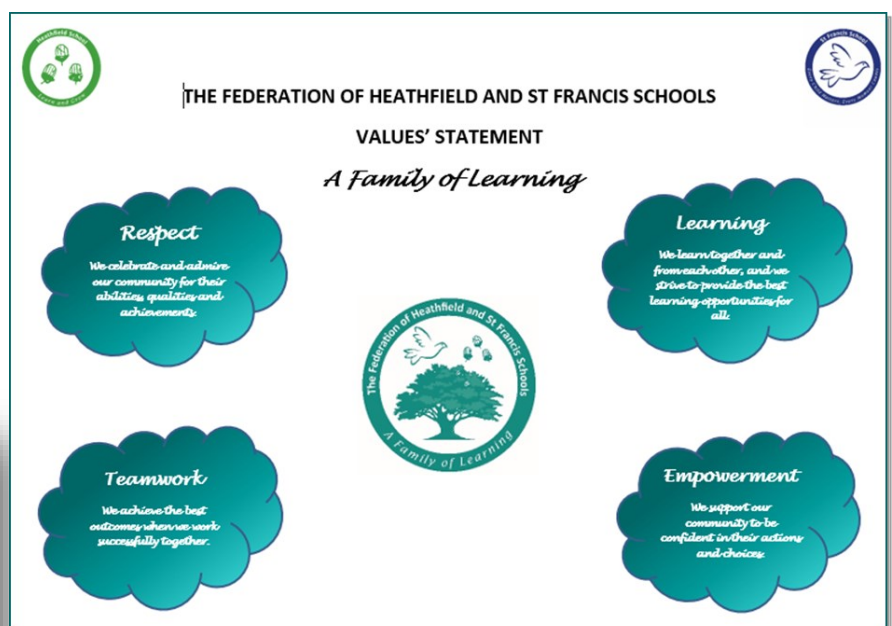 Heathfield School
Learn and Grow
St Francis School
THE FEDERATION OF HEATHFIELD AND ST FRANCIS SCHOOLS
VALUES’ STATEMENT
A Family of Learning
Respect
We celebrate and admire
our community for their
abilities, qualities and
achievements.
Learning
We learn together and
from each other, and we
strive to provide the best
learning opportunities for
all.
The Federation of Heathfield and St Francis Schools
A Family of Learning
Teamwork
We achieve the best
outcomes when we work
successfully together.
Empowerment
We support our
community to be
confident in their actions
and choices.